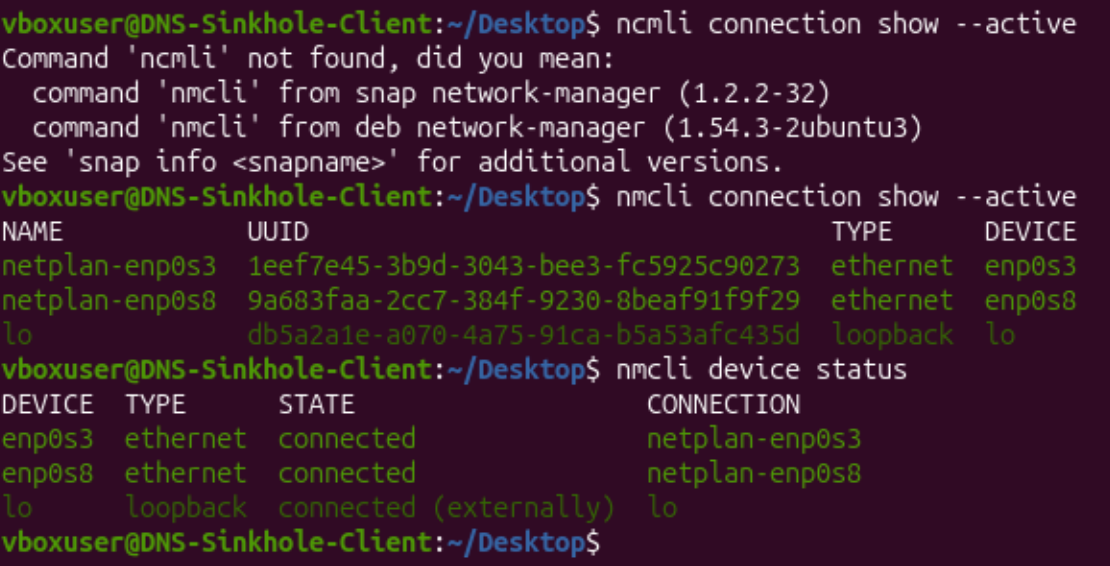 vboxuser@DNS-Sinkhole-Client:~/Desktop$ ncmli connection show --active
Command 'ncmli' not found, did you mean:
  command 'nmcli' from snap network-manager (1.2.2-32)
  command 'nmcli' from deb network-manager (1.54.3-2ubuntu3)
See 'snap info <snapname>' for additional versions.
vboxuser@DNS-Sinkhole-Client:~/Desktop$ nmcli connection show --active
NAME            UUID                                  TYPE      DEVICE
netplan-enp0s3  1eef7e45-3b9d-3043-bee3-fc5925c90273  ethernet  enp0s3
netplan-enp0s8  9a683faa-2cc7-384f-9230-8beaf91f9f29  ethernet  enp0s8
lo              db5a2a1e-a070-4a75-91ca-b5a53afc435d  loopback  lo
vboxuser@DNS-Sinkhole-Client:~/Desktop$ nmcli device status
DEVICE  TYPE      STATE                   CONNECTION
enp0s3  ethernet  connected               netplan-enp0s3
enp0s8  ethernet  connected               netplan-enp0s8
lo      loopback  connected (externally)  lo
vboxuser@DNS-Sinkhole-Client:~/Desktop$